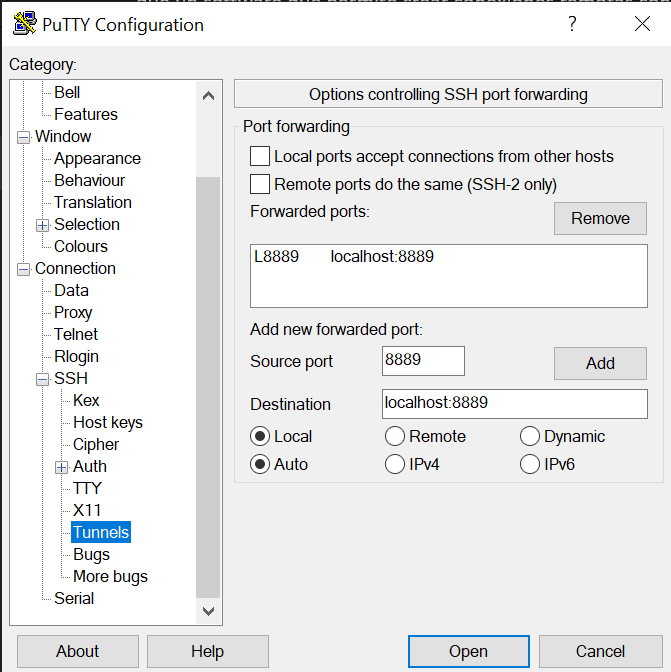 PuTTY Configuration
Category:
Bell
Features
Window
Appearance
Behaviour
Translation
Selection
Colours
Connection
Data
Proxy
Telnet
Rlogin
SSH
Kex
Host keys
Cipher
Auth
TTY
X11
Tunnels
Bugs
More bugs
Serial
Options controlling SSH port forwarding
Port forwarding
Local ports accept connections from other hosts
Remote ports do the same (SSH-2 only)
Forwarded ports:
Remove
L8889 localhost:8889
Add new forwarded port:
Source port 8889 Add
Destination localhost:8889
Local Remote Dynamic
Auto IPv4 IPv6
About Help Open Cancel